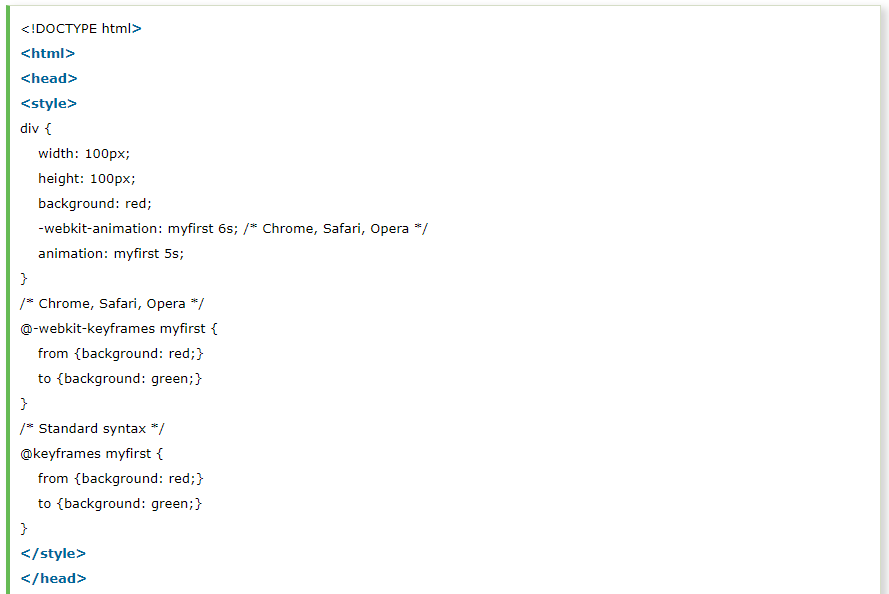 <!DOCTYPE html>
<html>
<head>
<style>
div {
    width: 100px;
    height: 100px;
    background: red;
    -webkit-animation: myfirst 6s; /* Chrome, Safari, Opera */
    animation: myfirst 5s;
}
/* Chrome, Safari, Opera */
@-webkit-keyframes myfirst {
    from {background: red;}
    to {background: green;}
}
/* Standard syntax */
@keyframes myfirst {
    from {background: red;}
    to {background: green;}
}
</style>
</head>